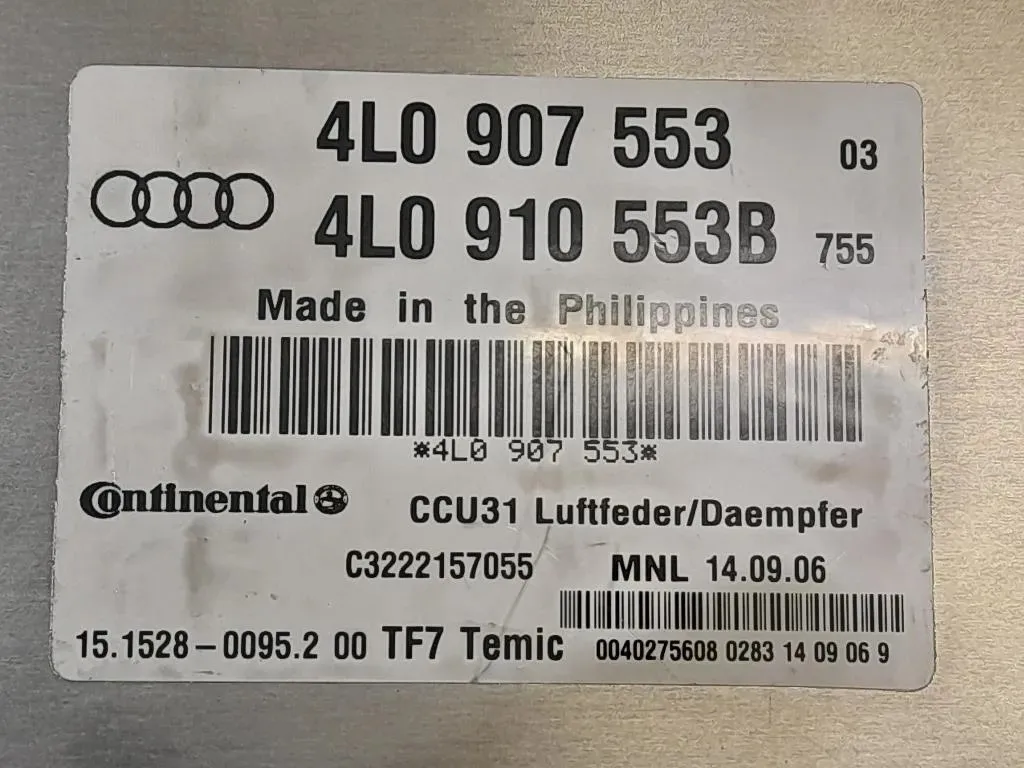 4L0 907 553 03
4L0 910 553B 755
Made in the Philippines
*4L0 907 553*
Continental CCU31 Luftfeder/Daempfer
C3222157055 MNL 14.09.06
15.1528-0095.2 00 TF7 Temic 0040275608 0283 14 09 06 9